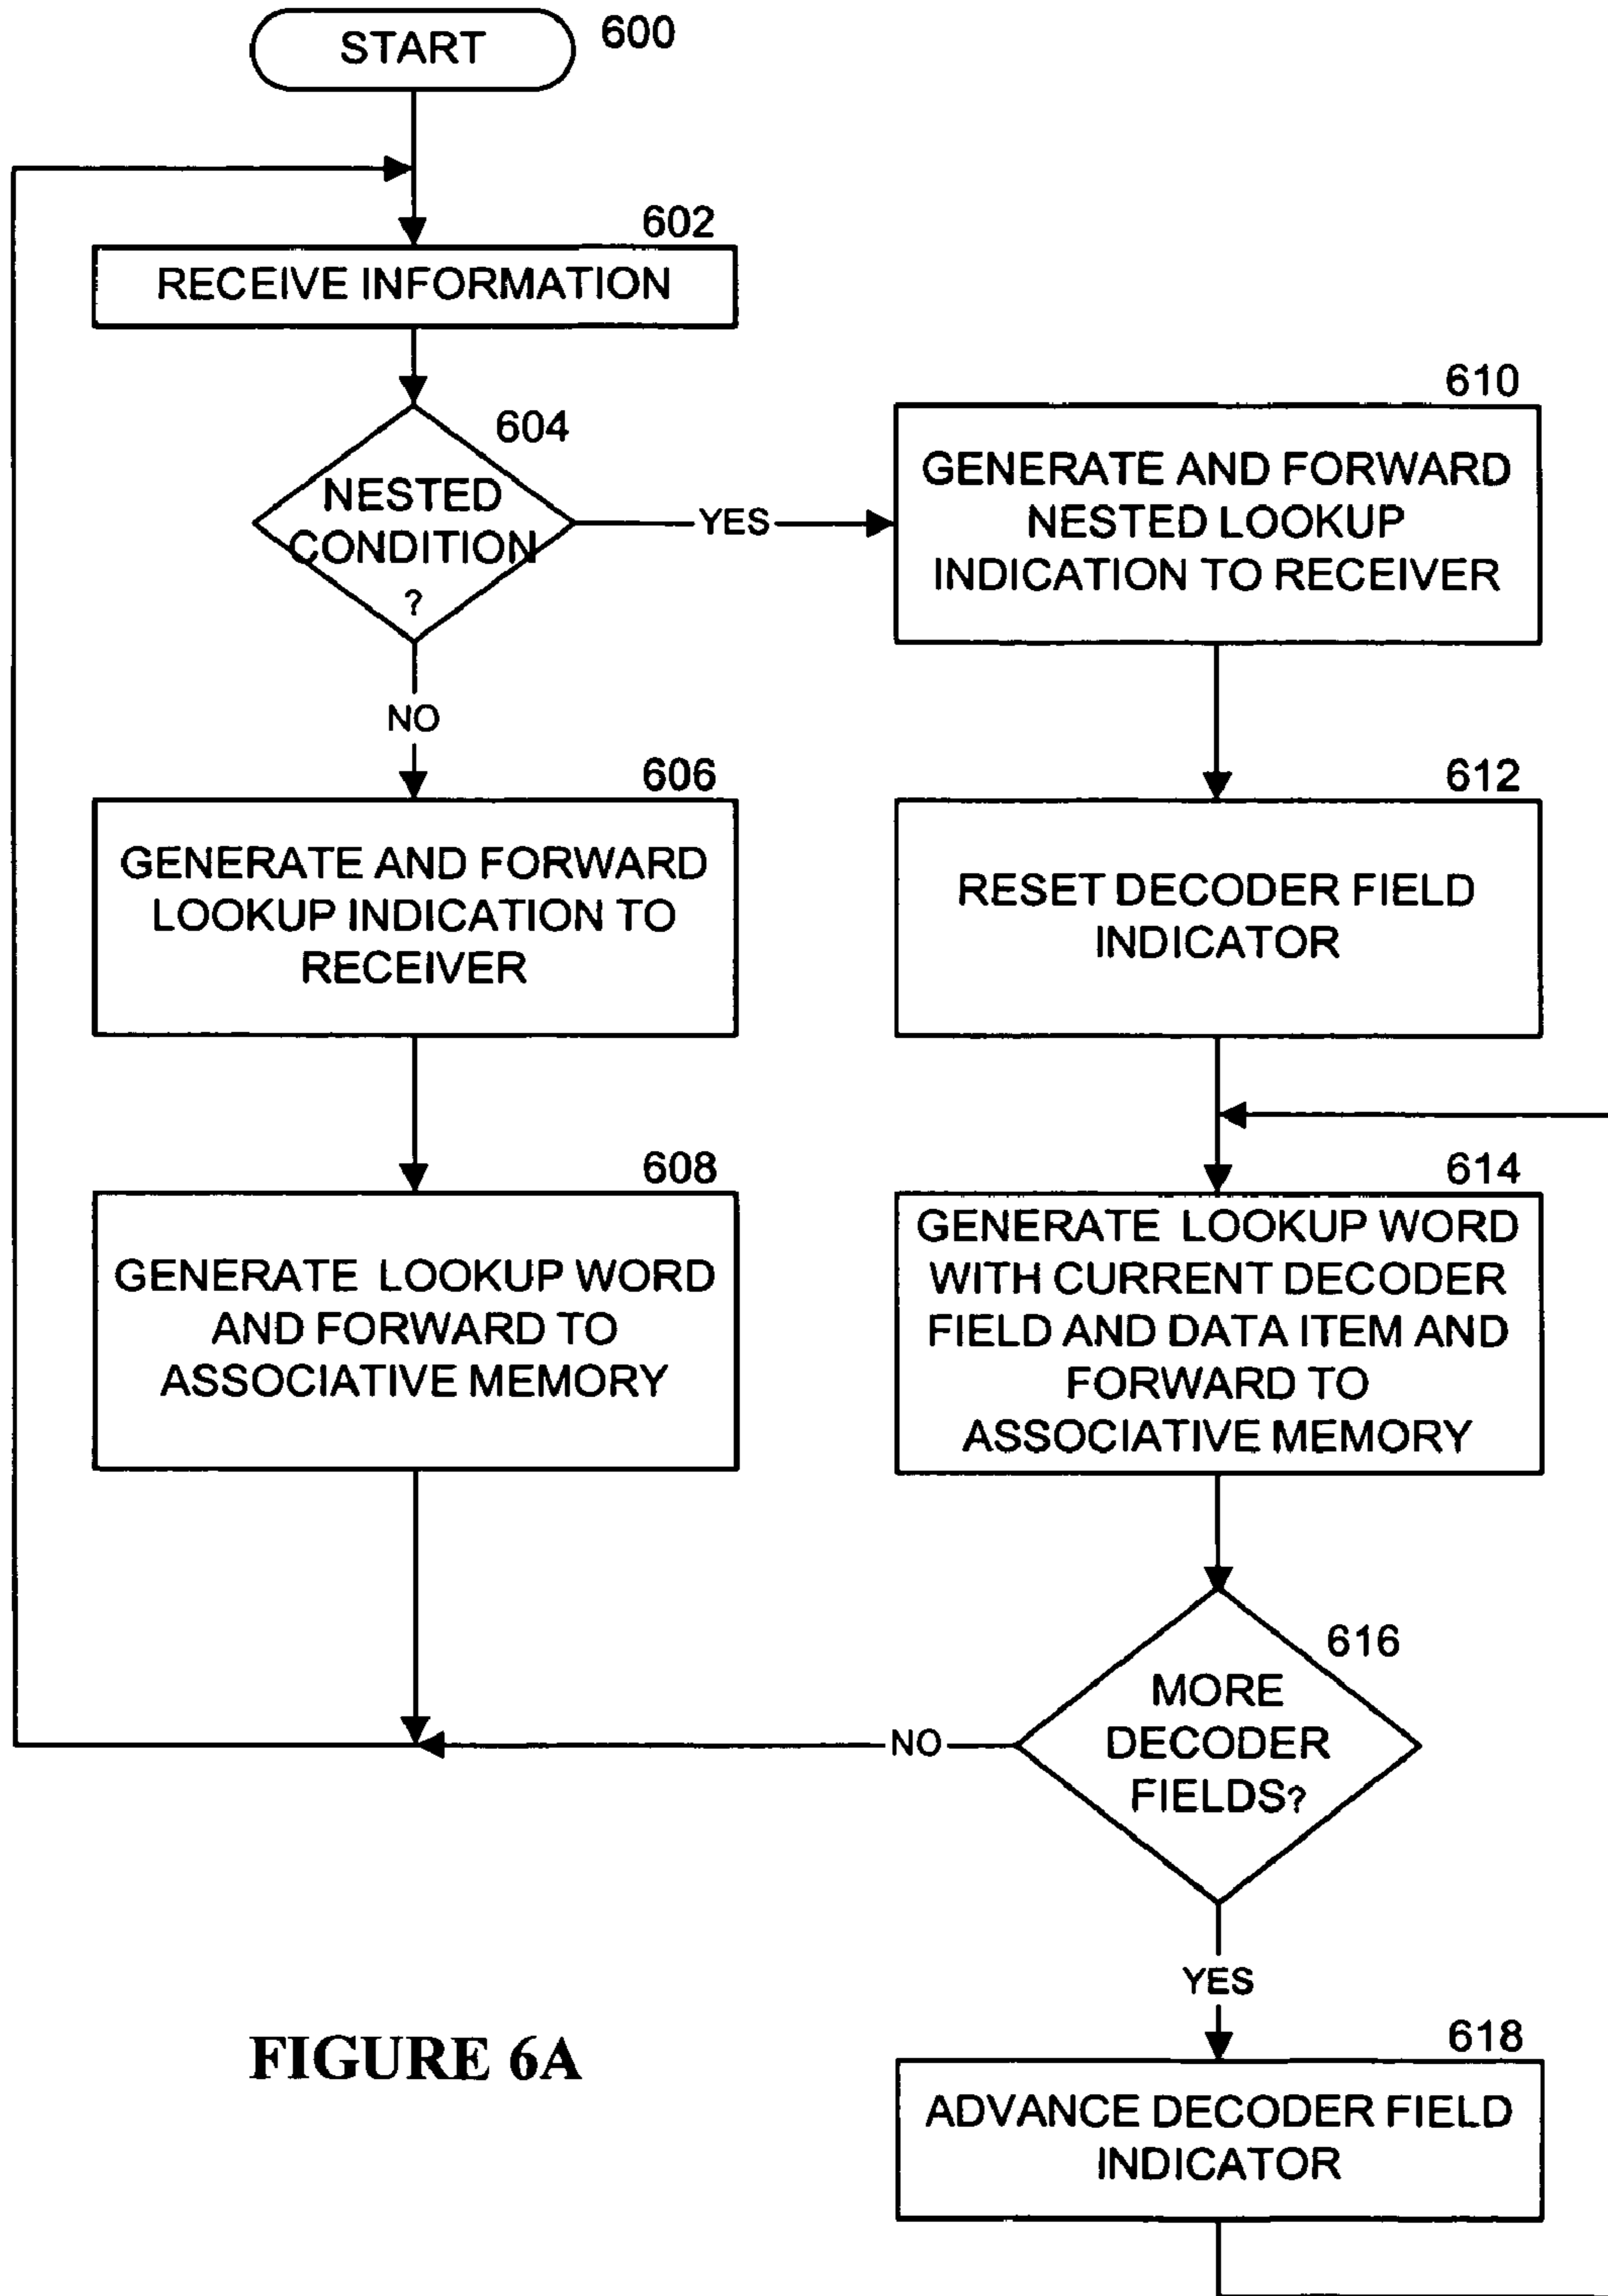 START
600
602
RECEIVE INFORMATION
604
NESTED
CONDITION
?
YES
NO
606
GENERATE AND FORWARD
LOOKUP INDICATION TO
RECEIVER
608
GENERATE LOOKUP WORD
AND FORWARD TO
ASSOCIATIVE MEMORY
610
GENERATE AND FORWARD
NESTED LOOKUP
INDICATION TO RECEIVER
612
RESET DECODER FIELD
INDICATOR
614
GENERATE LOOKUP WORD
WITH CURRENT DECODER
FIELD AND DATA ITEM AND
FORWARD TO
ASSOCIATIVE MEMORY
616
MORE
DECODER
FIELDS?
NO
YES
618
ADVANCE DECODER FIELD
INDICATOR
FIGURE 6A